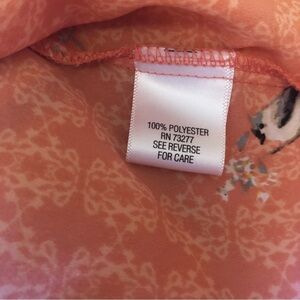 100% POLYESTER
RN 73277
SEE REVERSE
FOR CARE